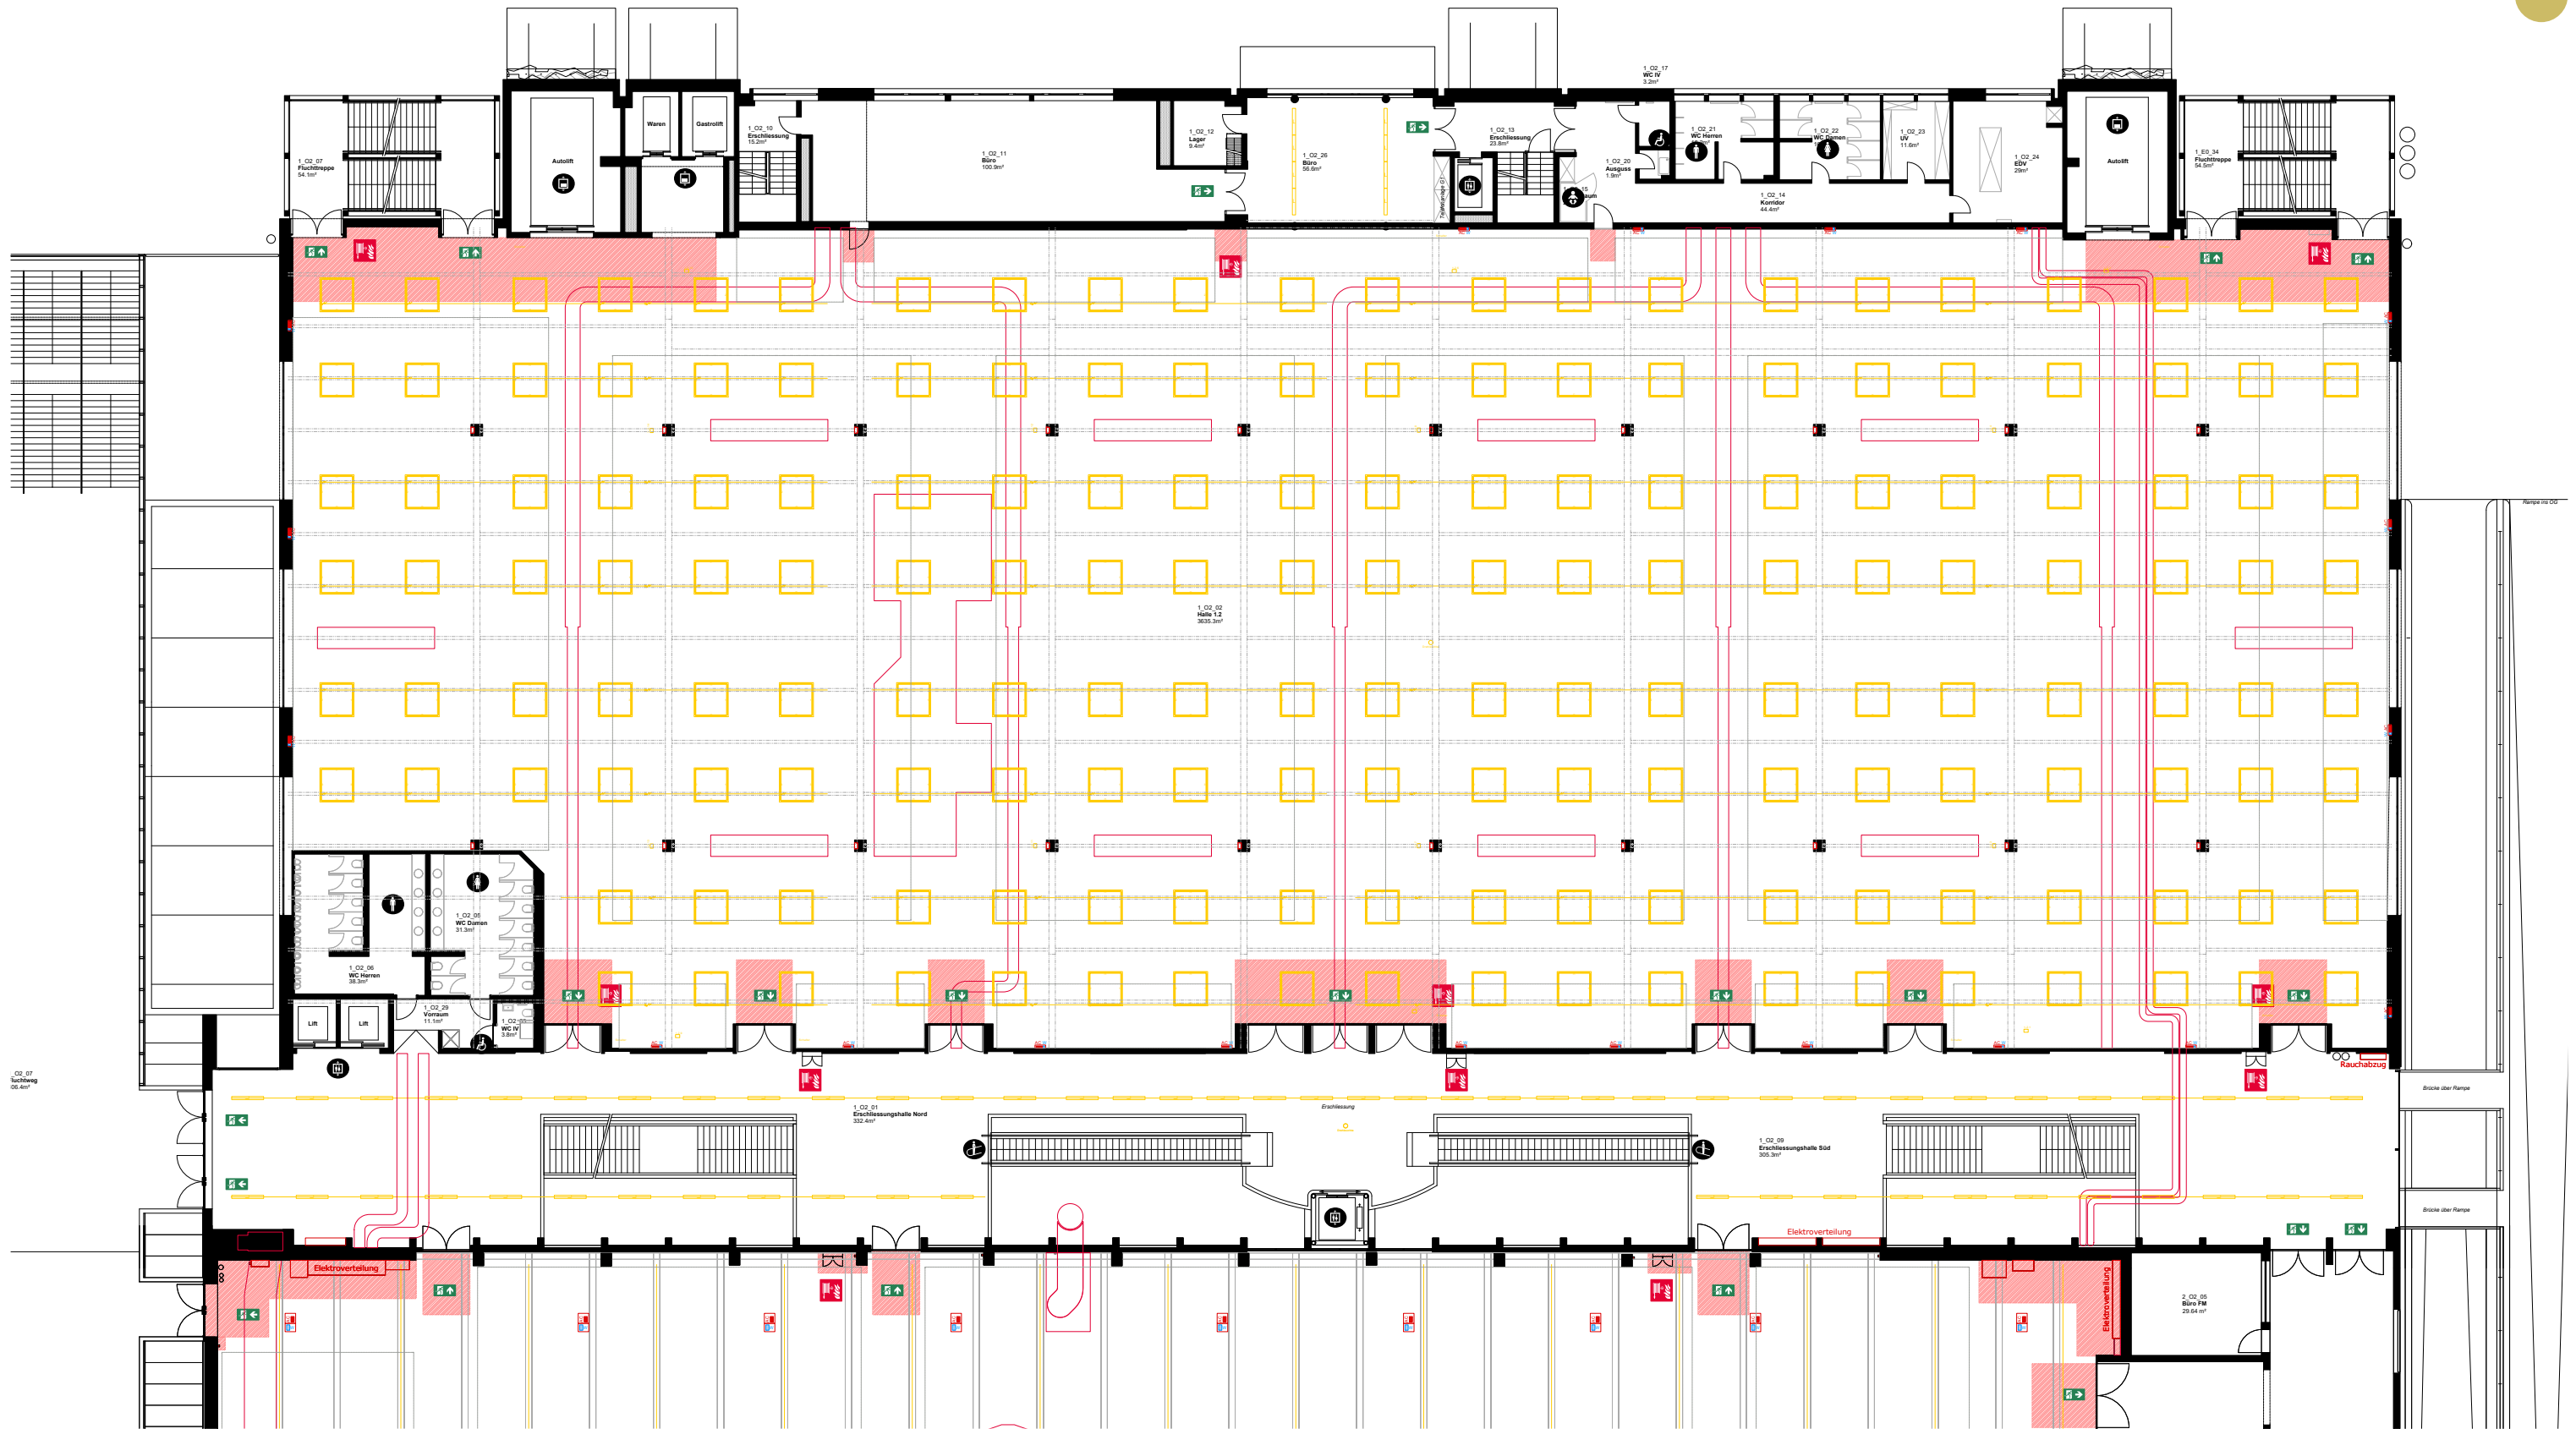 1_O2_17
WC IV
3.2m²
1_O2_07
Fluchttreppe
54.1m²
Autolift
Waren
Gastrolift
1_O2_10
Erschliessung
15.2m²
1_O2_11
Büro
100.9m²
1_O2_12
Lager
9.4m²
1_O2_26
Büro
56.6m²
1_O2_13
Erschliessung
23.8m²
1_O2_20
Ausguss
1.9m²
1_O2_21
WC Herren
1_O2_22
WC Damen
1_O2_23
UV
11.6m²
1_O2_24
EDV
29m²
1_O2_14
Korridor
44.4m²
Autolift
1_E0_34
Fluchttreppe
54.5m²
Rampe ins OG
1_O2_02
Halle 1.2
3635.3m²
1_O2_05
WC Damen
31.3m²
1_O2_06
WC Herren
38.3m²
1_O2_29
Vorraum
11.1m²
WC IV
3.8m²
Lift
Lift
Rauchabzug
Brücke über Rampe
1_O2_01
Erschliessungshalle Nord
332.4m²
Erschliessung
1_O2_09
Erschliessungshalle Süd
305.3m²
Brücke über Rampe
Elektroverteilung
Elektroverteilung
Elektroverteilung
2_O2_05
Büro FM
29.64 m²